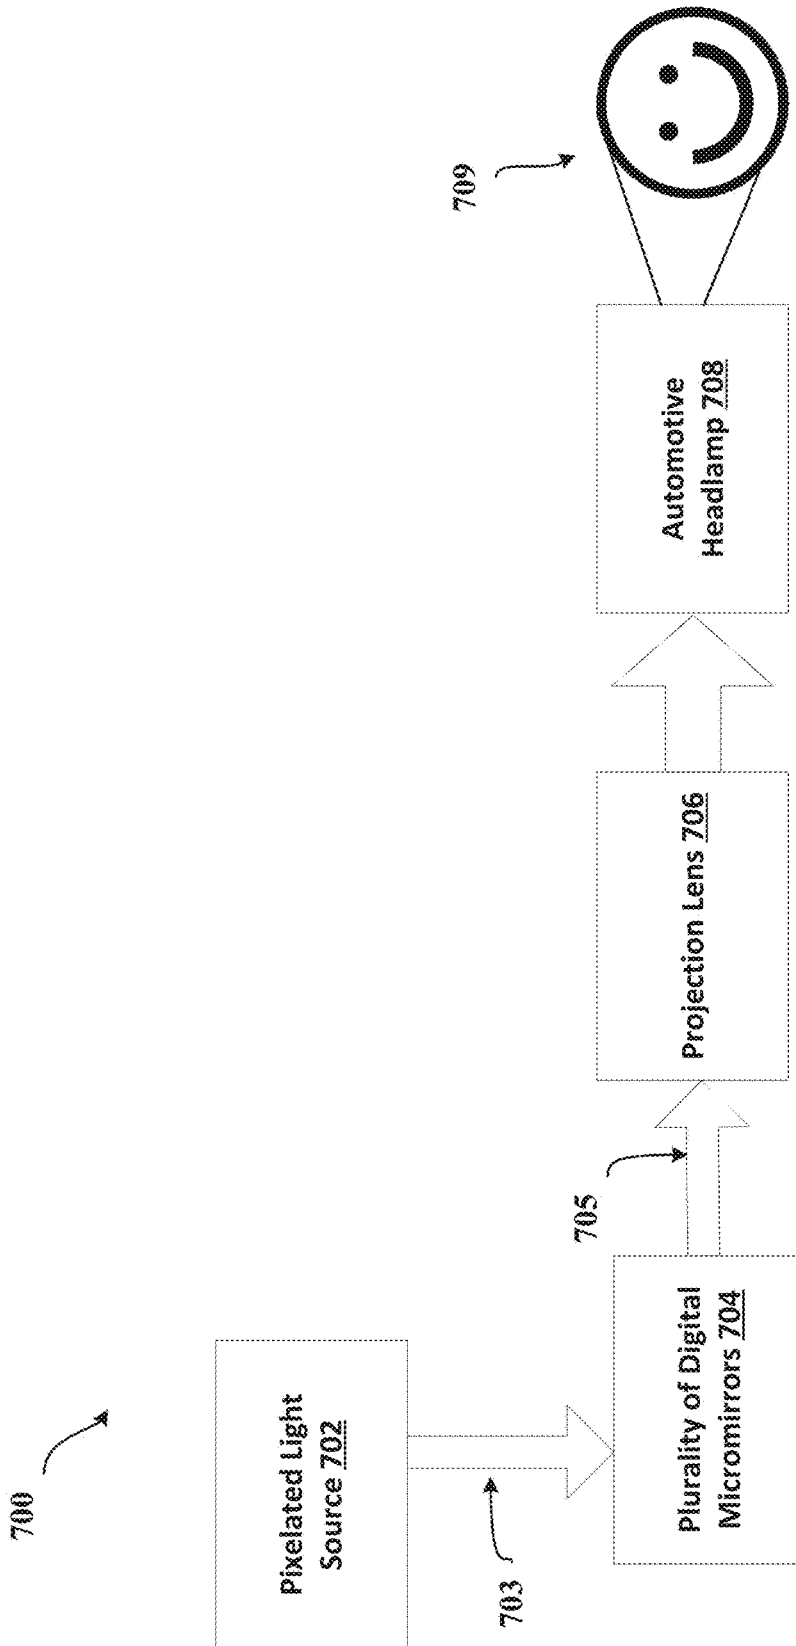 700
Pixelated Light
Source 702
703
Plurality of Digital
Micromirrors 704
705
Projection Lens 706
Automotive
Headlamp 708
709